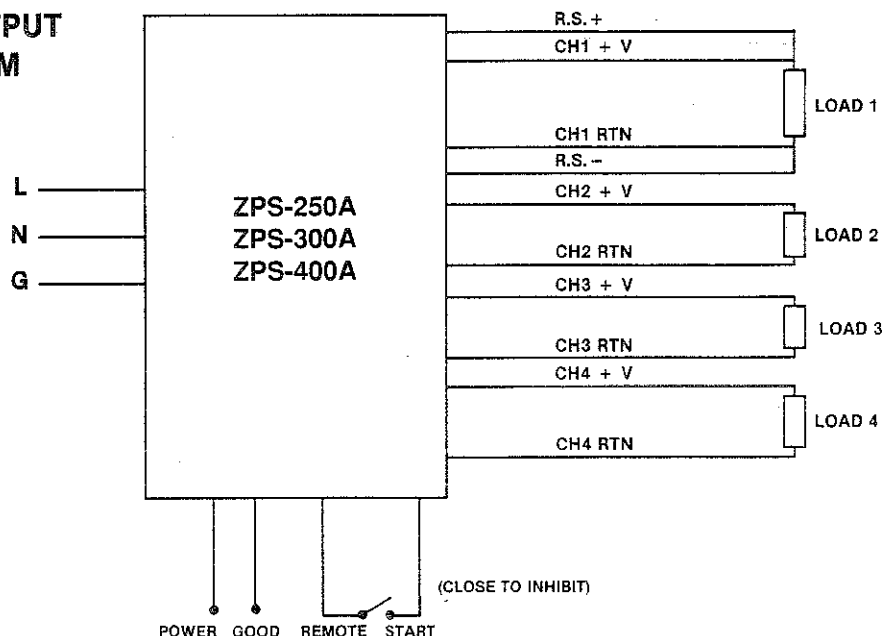 R.S.+
CH1 + V
LOAD 1
CH1 RTN
R.S.–
L
N
G
ZPS-250A
ZPS-300A
ZPS-400A
CH2 + V
LOAD 2
CH2 RTN
CH3 + V
LOAD 3
CH3 RTN
CH4 + V
LOAD 4
CH4 RTN
(CLOSE TO INHIBIT)
POWER GOOD REMOTE START